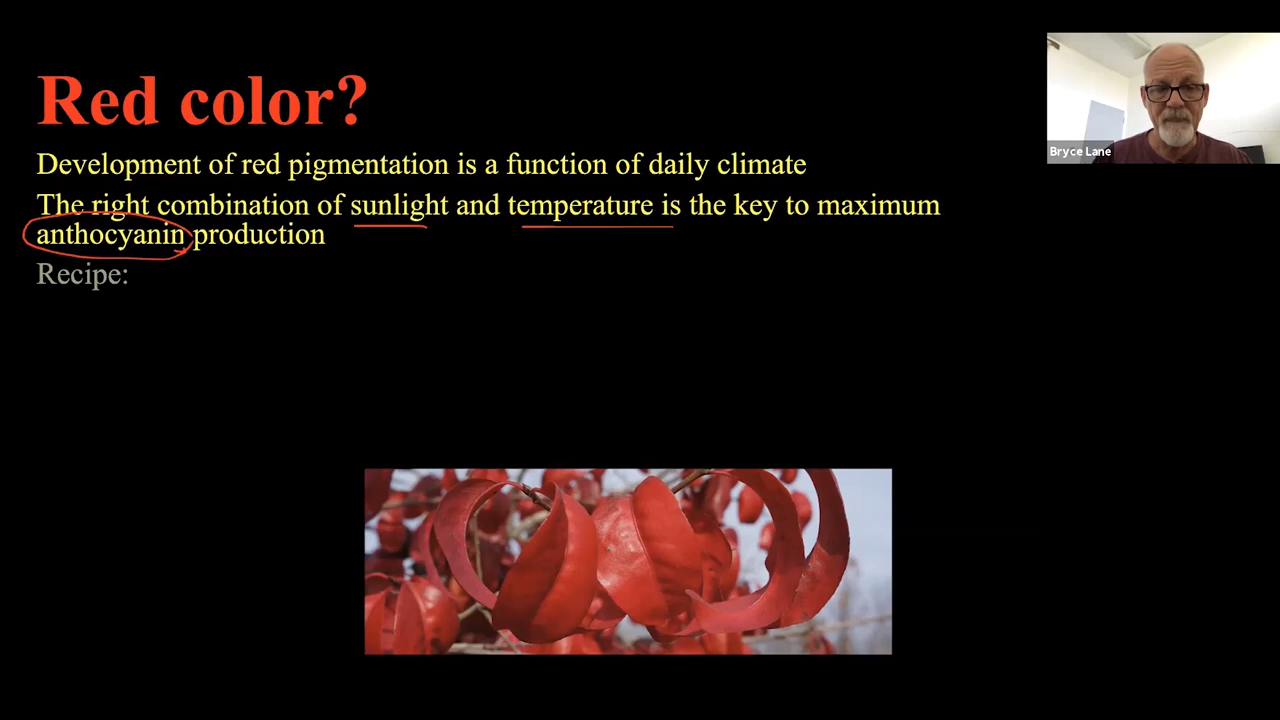 Red color?
Development of red pigmentation is a function of daily climate
The right combination of sunlight and temperature is the key to maximum
anthocyanin production
Recipe:
Bryce Lane